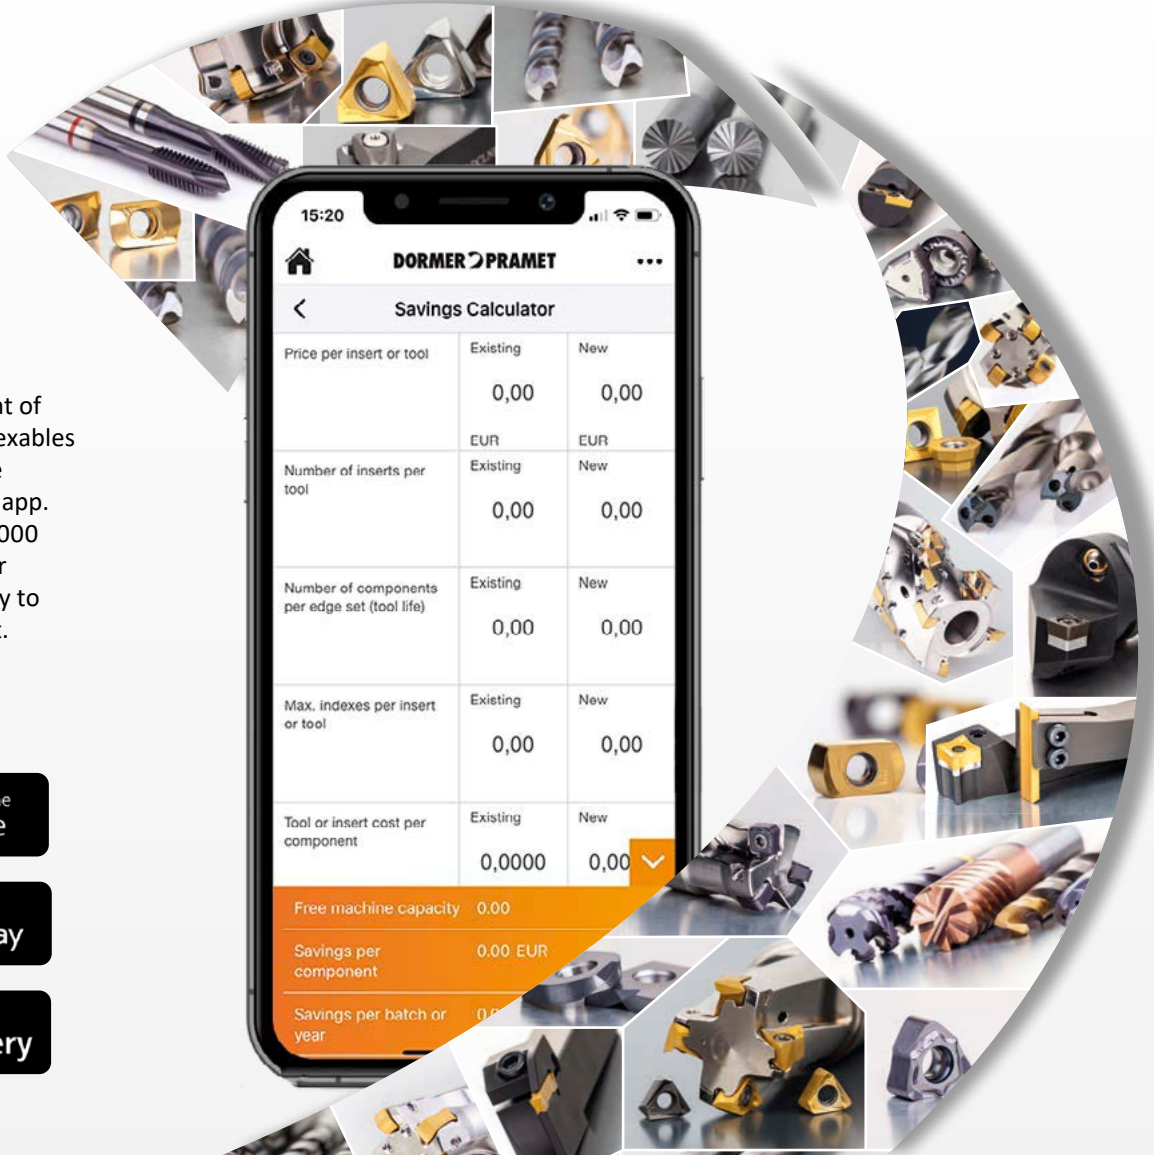 15:20
DORMER PRAMET
Savings Calculator
Price per insert or tool
Existing
New
0,00
0,00
EUR
EUR
Number of inserts per
tool
Existing
New
0,00
0,00
Number of components
per edge set (tool life)
Existing
New
0,00
0,00
Max. indexes per insert
or tool
Existing
New
0,00
0,00
Tool or insert cost per
component
Existing
New
0,0000
0,00
Free machine capacity 0.00
Savings per
component
0.00 EUR
Savings per batch or
year
of
app.
000
to